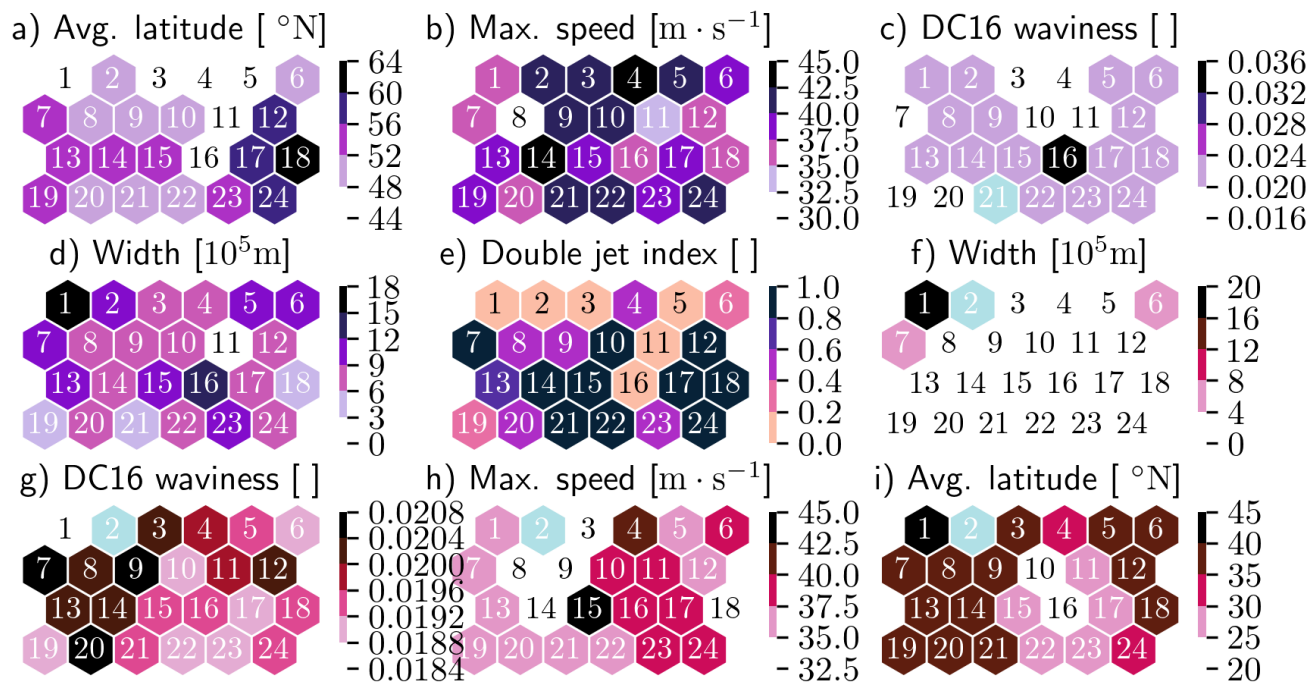 a) Avg. latitude [ °N]
1 2 3 4 5 6
7 8 9 10 11 12
13 14 15 16 17 18
19 20 21 22 23 24
64
60
56
52
48
44
b) Max. speed [m · s⁻¹]
1 2 3 4 5 6
7 8 9 10 11 12
13 14 15 16 17 18
19 20 21 22 23 24
45.0
42.5
40.0
37.5
35.0
32.5
30.0
c) DC16 waviness [ ]
1 2 3 4 5 6
7 8 9 10 11 12
13 14 15 16 17 18
19 20 21 22 23 24
0.036
0.032
0.028
0.024
0.020
0.016
d) Width [10⁵m]
1 2 3 4 5 6
7 8 9 10 11 12
13 14 15 16 17 18
19 20 21 22 23 24
18
15
12
9
6
3
0
e) Double jet index [ ]
1 2 3 4 5 6
7 8 9 10 11 12
13 14 15 16 17 18
19 20 21 22 23 24
1.0
0.8
0.6
0.4
0.2
0.0
f) Width [10⁵m]
1 2 3 4 5 6
7 8 9 10 11 12
13 14 15 16 17 18
19 20 21 22 23 24
20
16
12
8
4
0
g) DC16 waviness [ ]
1 2 3 4 5 6
7 8 9 10 11 12
13 14 15 16 17 18
19 20 21 22 23 24
0.0208
0.0204
0.0200
0.0196
0.0192
0.0188
0.0184
h) Max. speed [m · s⁻¹]
1 2 3 4 5 6
7 8 9 10 11 12
13 14 15 16 17 18
19 20 21 22 23 24
45.0
42.5
40.0
37.5
35.0
32.5
i) Avg. latitude [ °N]
1 2 3 4 5 6
7 8 9 10 11 12
13 14 15 16 17 18
19 20 21 22 23 24
45
40
35
30
25
20